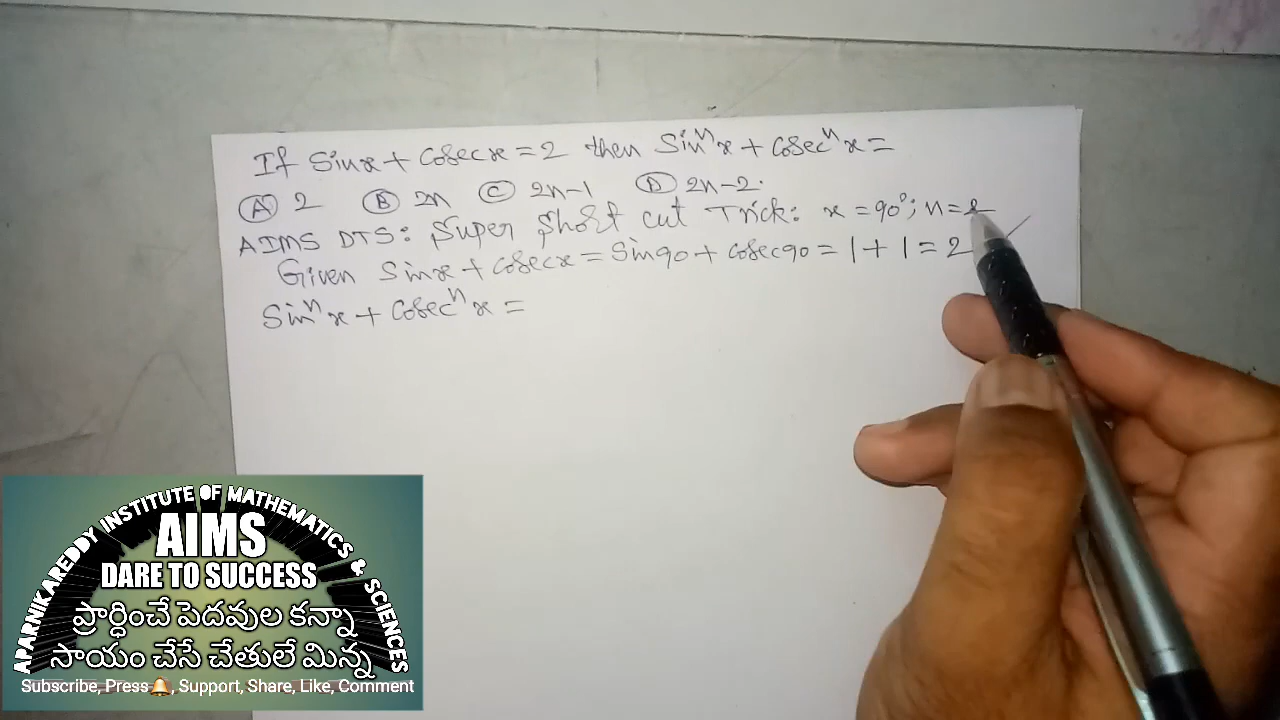 If Sinx + Cosecx = 2 then Sinⁿx + Cosecⁿx =
Ⓐ 2 Ⓑ 2n Ⓒ 2n-1 Ⓓ 2n-2.
AIMS DTS: Super Short Cut Trick: x = 90°; n=
Given Sinx + Cosecx = Sin90 + Cosec90 = 1 + 1 = 2
Sinⁿx + Cosecⁿx =
APARNIKAREDDY INSTITUTE OF MATHEMATICS & SCIENCES
AIMS
DARE TO SUCCESS
ప్రార్ధించే పెదవుల కన్నా
సాయం చేసే చేతులే మిన్న
Subscribe, Press🔔, Support, Share, Like, Comment